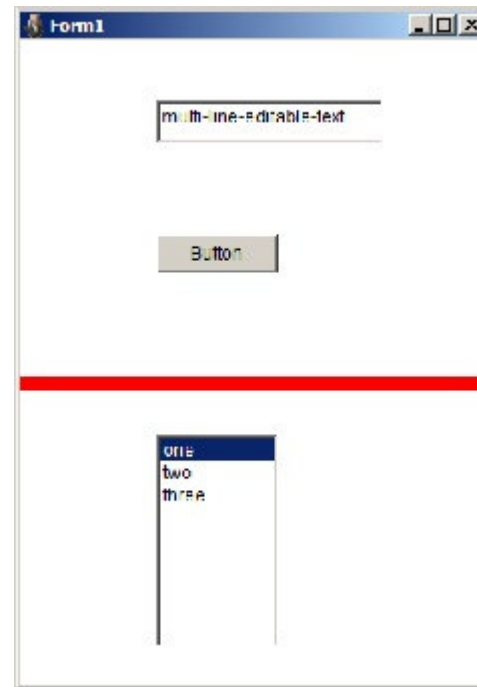 Form1
multi-line-editable-text
Button
one
two
three